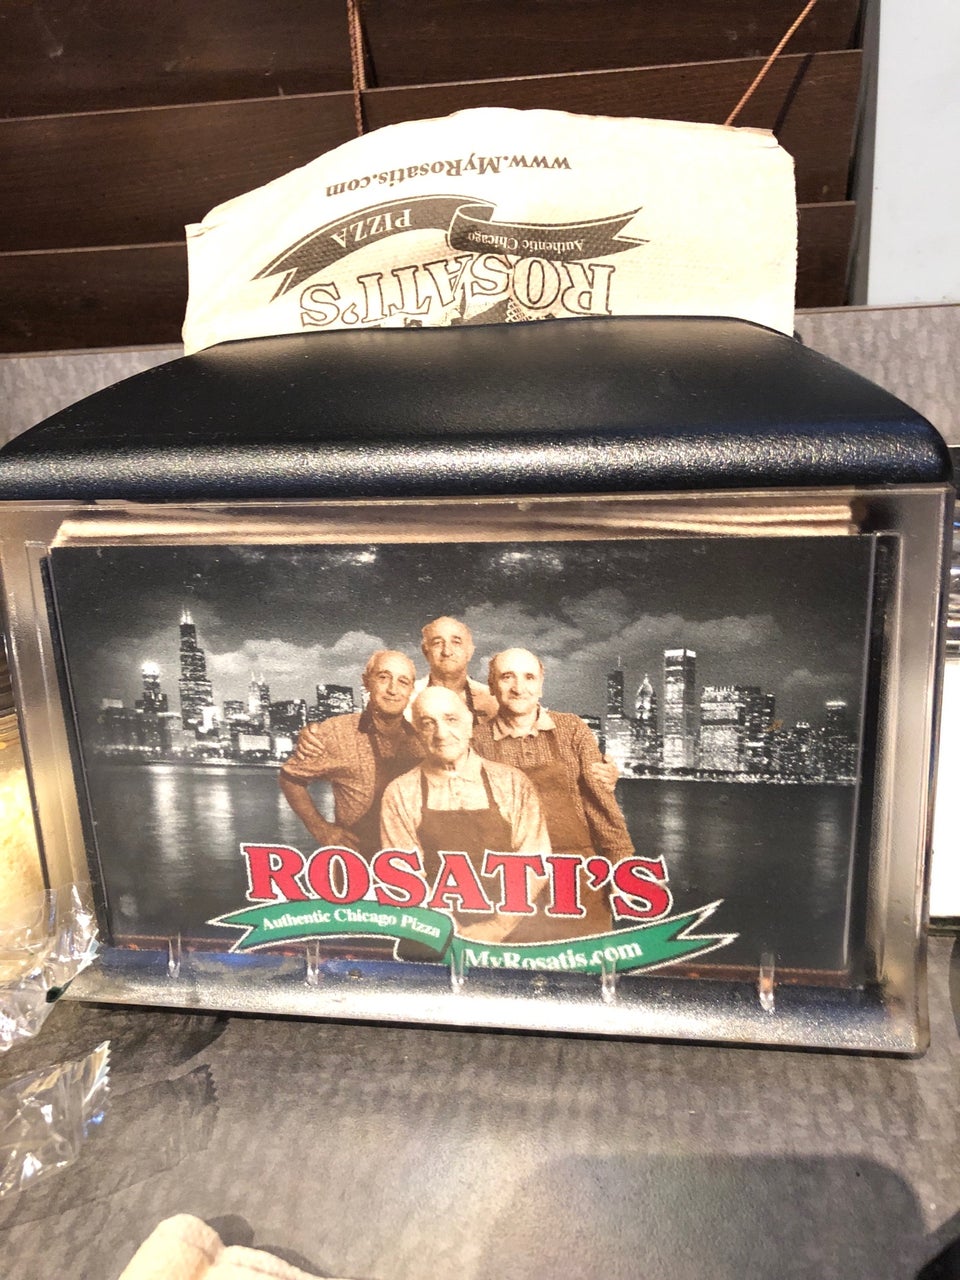 www.MyRosatis.com
PIZZA
Authentic Chicago
ROSATI'S
ROSATI'S
Authentic Chicago Pizza
MyRosatis.com